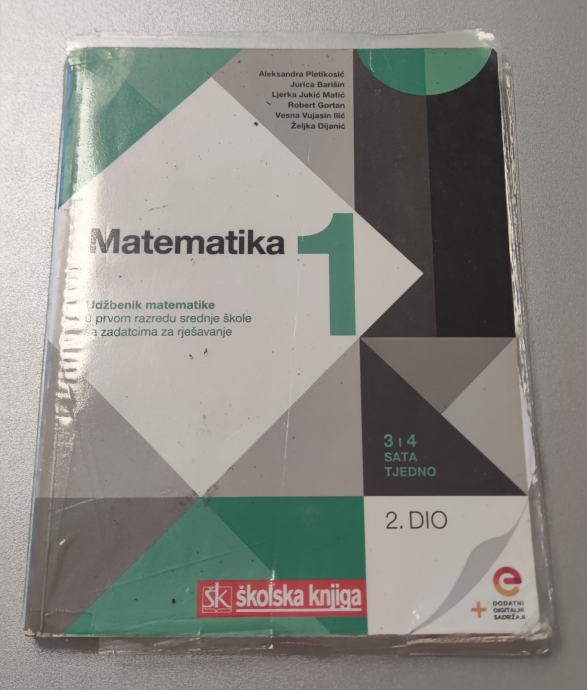 Aleksandra Pletikosić
Jurica Barišin
Ljerka Jukić Matić
Robert Gortan
Vesna Vujasin Ilić
Željka Dijanić
Matematika 1
Udžbenik matematike
u prvom razredu srednje škole
sa zadatcima za rješavanje
3 i 4
SATA
TJEDNO
2. DIO
šk školska knjiga
e
+ DODATNI
DIGITALNI
SADRŽAJI